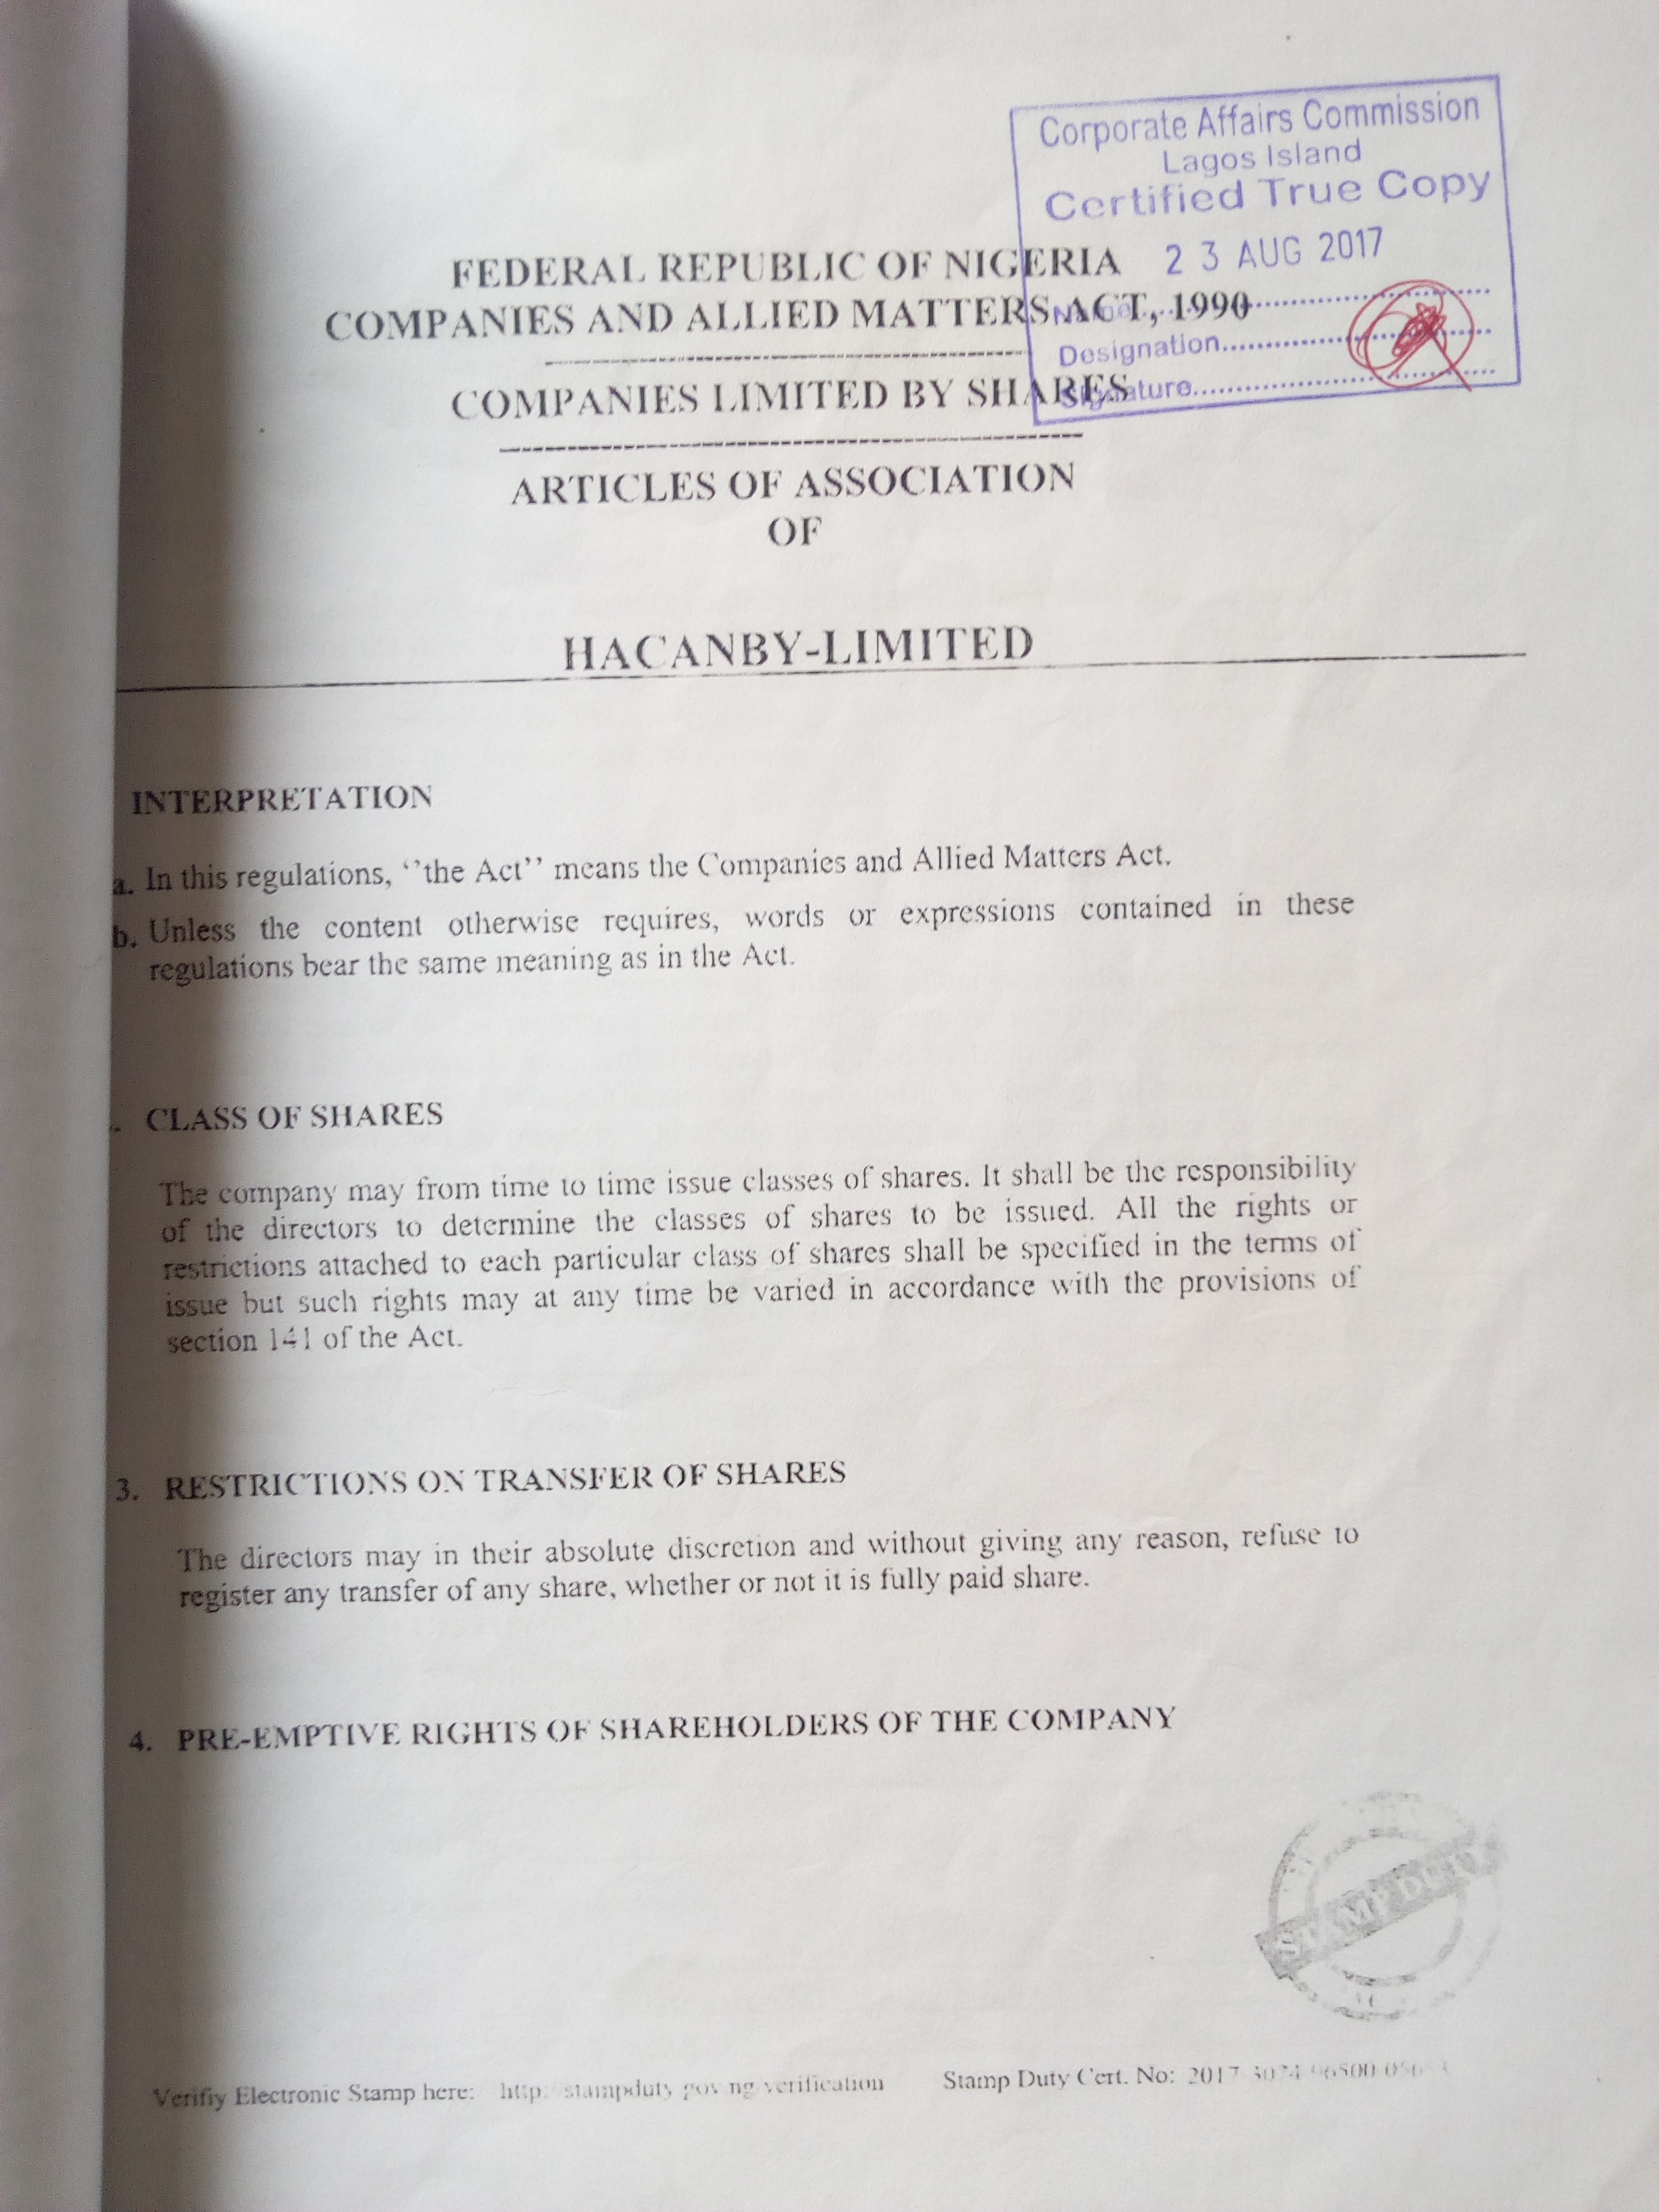 Corporate Affairs Commission
Lagos Island
Certified True Copy
23 AUG 2017
Designation
Signature
FEDERAL REPUBLIC OF NIGERIA
COMPANIES AND ALLIED MATTERS ACT, 1990
COMPANIES LIMITED BY SHARES
ARTICLES OF ASSOCIATION
OF
HACANBY-LIMITED
INTERPRETATION
a. In this regulations, ‘’the Act’’ means the Companies and Allied Matters Act.
b. Unless the content otherwise requires, words or expressions contained in these
regulations bear the same meaning as in the Act.
CLASS OF SHARES
The company may from time to time issue classes of shares. It shall be the responsibility
of the directors to determine the classes of shares to be issued. All the rights or
restrictions attached to each particular class of shares shall be specified in the terms of
issue but such rights may at any time be varied in accordance with the provisions of
section 141 of the Act.
3. RESTRICTIONS ON TRANSFER OF SHARES
The directors may in their absolute discretion and without giving any reason, refuse to
register any transfer of any share, whether or not it is fully paid share.
4. PRE-EMPTIVE RIGHTS OF SHAREHOLDERS OF THE COMPANY
STAMP DUTY
Verifiy Electronic Stamp here: http stampduty gov ng verification Stamp Duty Cert. No: 2017